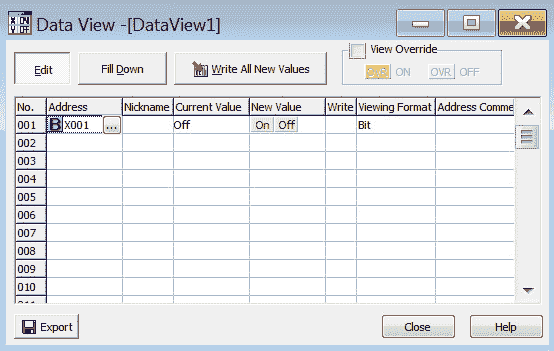 Data View -[DataView1]
Edit
Fill Down
Write All New Values
View Override
OVR ON OVR OFF
No. Address Nickname Current Value New Value Write Viewing Format Address Comme
001 B X001 ... Off On Off Bit
002
003
004
005
006
007
008
009
010
Export
Close
Help